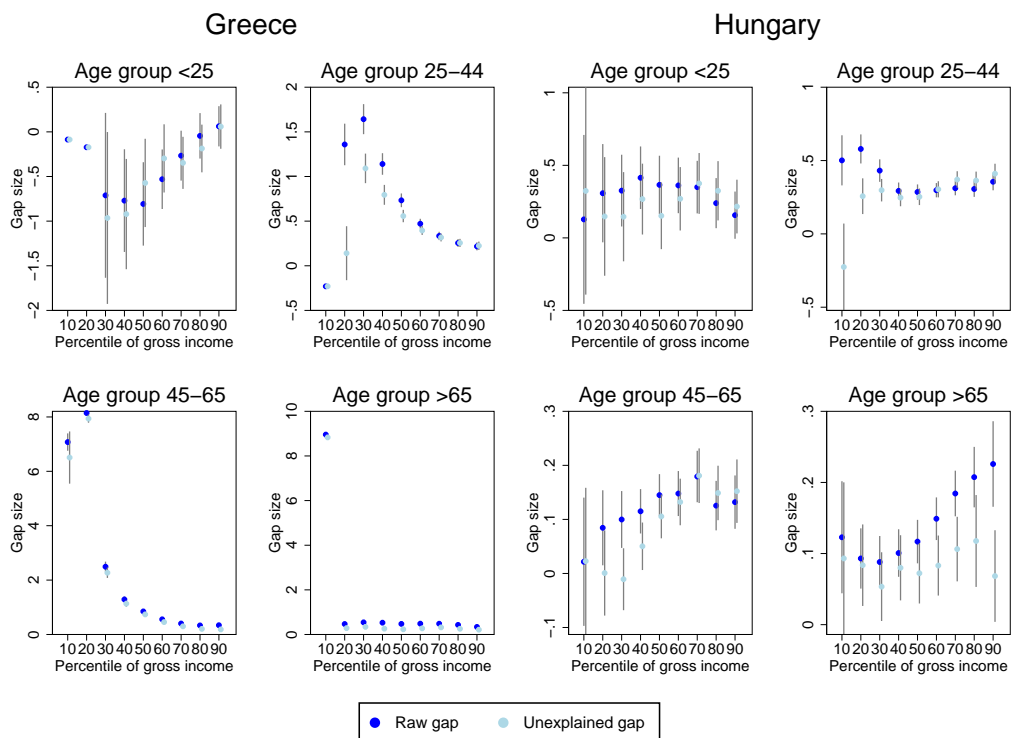 Greece
Hungary
Age group <25
Gap size
.5
0
−.5
−1
−1.5
−2
10 20 30 40 50 60 70 80 90
Percentile of gross income
Age group 25−44
Gap size
2
1.5
1
.5
0
−.5
10 20 30 40 50 60 70 80 90
Percentile of gross income
Age group <25
Gap size
1
.5
0
−.5
10 20 30 40 50 60 70 80 90
Percentile of gross income
Age group 25−44
Gap size
1
.5
0
−.5
10 20 30 40 50 60 70 80 90
Percentile of gross income
Age group 45−65
Gap size
8
6
4
2
0
10 20 30 40 50 60 70 80 90
Percentile of gross income
Age group >65
Gap size
10
8
6
4
2
0
10 20 30 40 50 60 70 80 90
Percentile of gross income
Age group 45−65
Gap size
.3
.2
.1
0
−.1
10 20 30 40 50 60 70 80 90
Percentile of gross income
Age group >65
Gap size
.3
.2
.1
0
10 20 30 40 50 60 70 80 90
Percentile of gross income
Raw gap
Unexplained gap